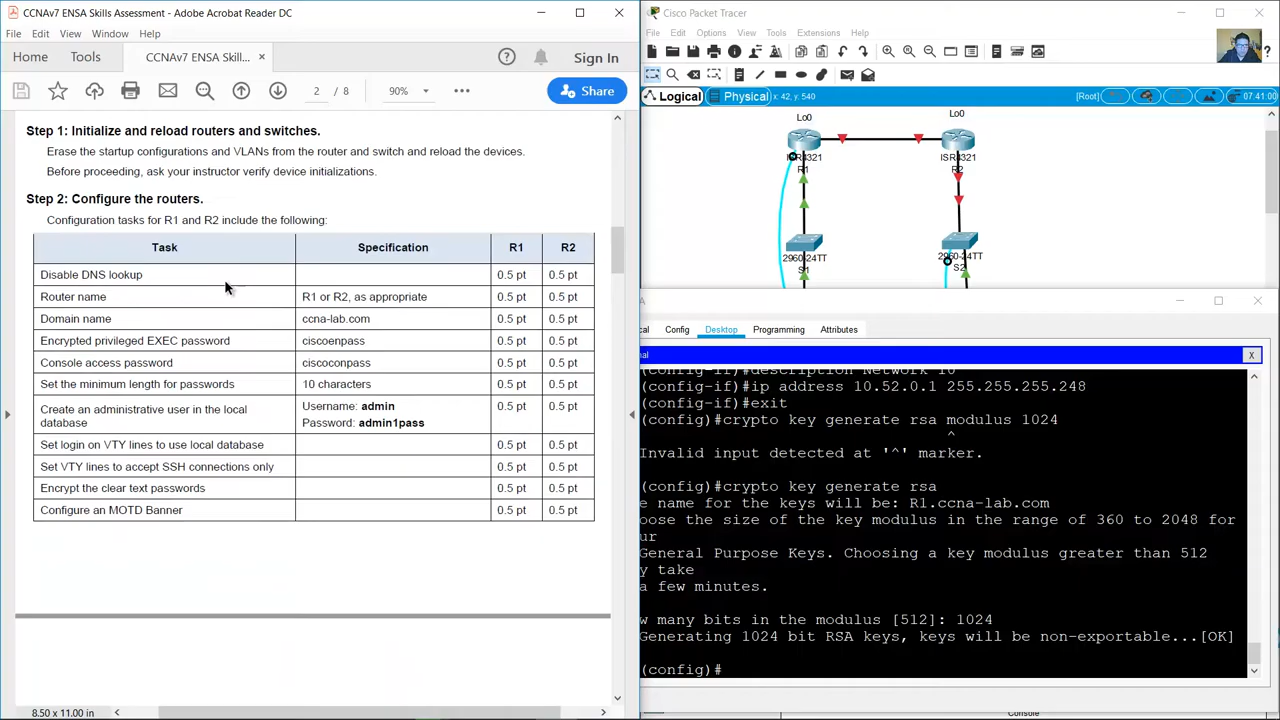 CCNAv7 ENSA Skills Assessment - Adobe Acrobat Reader DC
File Edit View Window Help
Home Tools CCNAv7 ENSA Skill... × Sign In
2 / 8 90% Share
Step 1: Initialize and reload routers and switches.
Erase the startup configurations and VLANs from the router and switch and reload the devices.
Before proceeding, ask your instructor verify device initializations.
Step 2: Configure the routers.
Configuration tasks for R1 and R2 include the following:
Task Specification R1 R2
Disable DNS lookup 0.5 pt 0.5 pt
Router name R1 or R2, as appropriate 0.5 pt 0.5 pt
Domain name ccna-lab.com 0.5 pt 0.5 pt
Encrypted privileged EXEC password ciscoenpass 0.5 pt 0.5 pt
Console access password ciscoconpass 0.5 pt 0.5 pt
Set the minimum length for passwords 10 characters 0.5 pt 0.5 pt
Create an administrative user in the local database Username: admin Password: admin1pass 0.5 pt 0.5 pt
Set login on VTY lines to use local database 0.5 pt 0.5 pt
Set VTY lines to accept SSH connections only 0.5 pt 0.5 pt
Encrypt the clear text passwords 0.5 pt 0.5 pt
Configure an MOTD Banner 0.5 pt 0.5 pt
8.50 x 11.00 in
Cisco Packet Tracer
File Edit Options View Tools Extensions Help
Logical Physical x: 42, y: 540 [Root] 07:41:00
Lo0 Lo0
ISR4321 ISR4321
R1 R2
2960-24TT 2960-24TT
S1 S2
A
al Config Desktop Programming Attributes
nal X
(config-if)#description Network 10
(config-if)#ip address 10.52.0.1 255.255.255.248
(config-if)#exit
(config)#crypto key generate rsa modulus 1024
^
Invalid input detected at '^' marker.
(config)#crypto key generate rsa
e name for the keys will be: R1.ccna-lab.com
oose the size of the key modulus in the range of 360 to 2048 for
ur
General Purpose Keys. Choosing a key modulus greater than 512
y take
a few minutes.
w many bits in the modulus [512]: 1024
Generating 1024 bit RSA keys, keys will be non-exportable...[OK]
(config)#
Console